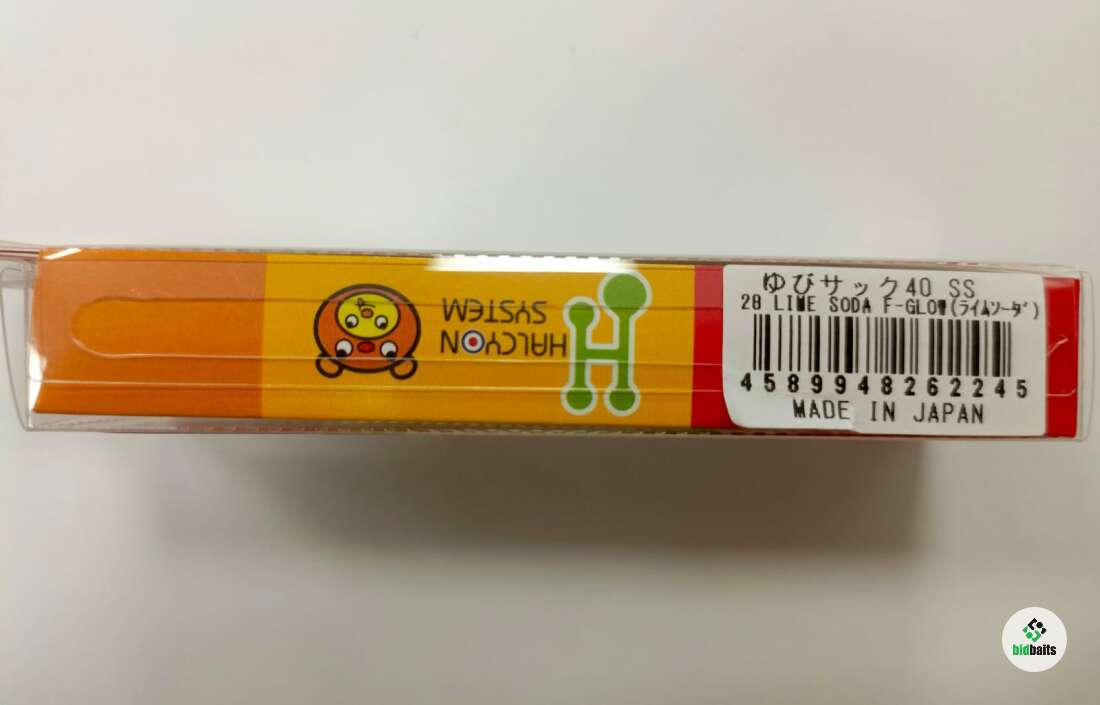 HALCYON
SYSTEM
ゆびサック40 SS
28 LIME SODA F-GLOW(ﾗｲﾑｿｰﾀﾞ)
4589948262245
MADE IN JAPAN
bidbaits